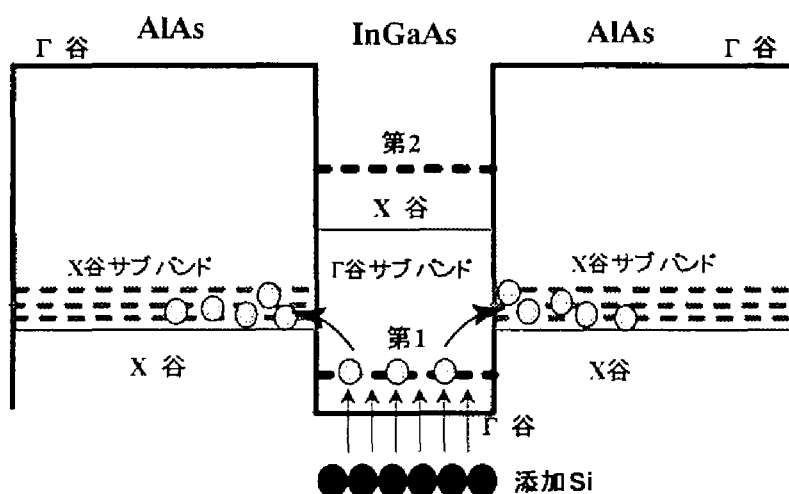 AlAs InGaAs AlAs
Γ 谷 Γ 谷
第2
X 谷
X谷サブバンド Γ谷サブバンド X谷サブバンド
第1
X 谷 X谷
Γ 谷
添加Si